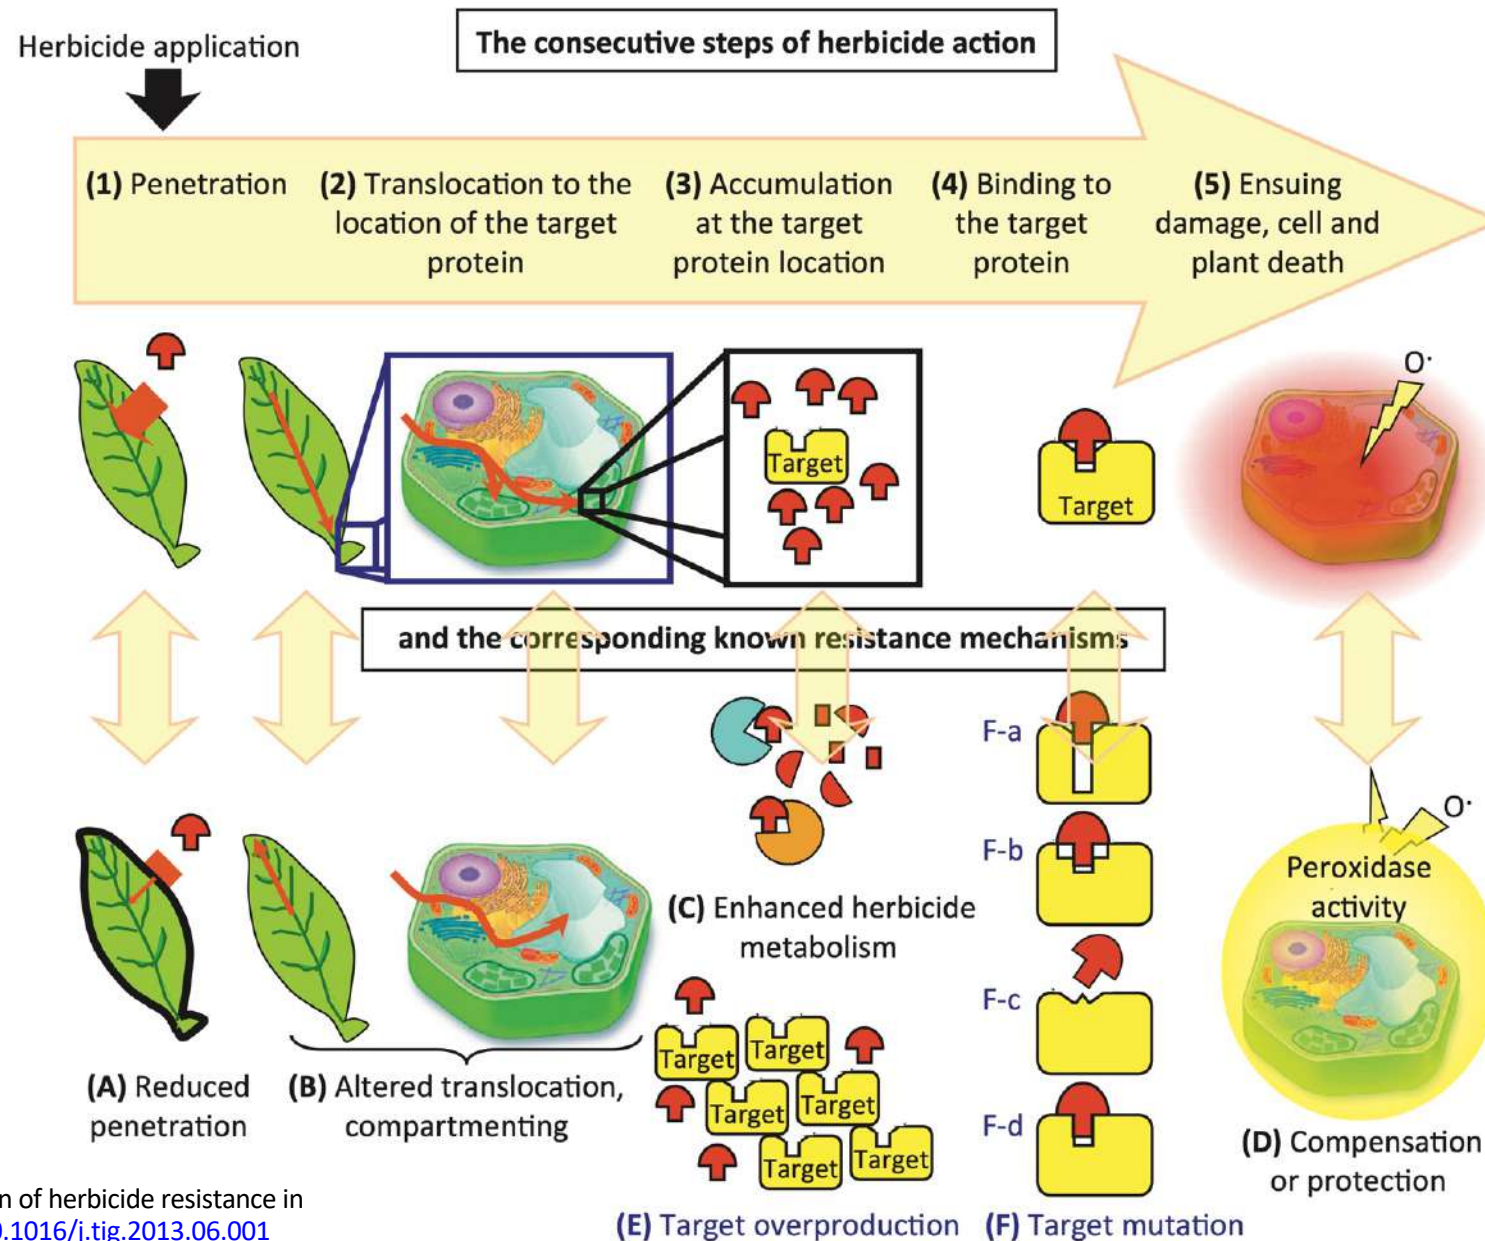 Herbicide application
The consecutive steps of herbicide action
(1) Penetration
(2) Translocation to the
location of the target
protein
(3) Accumulation
at the target
protein location
(4) Binding to
the target
protein
(5) Ensuing
damage, cell and
plant death
Target
Target
O·
and the corresponding known resistance mechanisms
F-a
F-b
F-c
F-d
O·
Peroxidase
activity
(C) Enhanced herbicide
metabolism
Target
Target
Target
Target
Target
Target
(A) Reduced
penetration
(B) Altered translocation,
compartmenting
(D) Compensation
or protection
(E) Target overproduction
(F) Target mutation
n of herbicide resistance in
0.1016/j.tig.2013.06.001